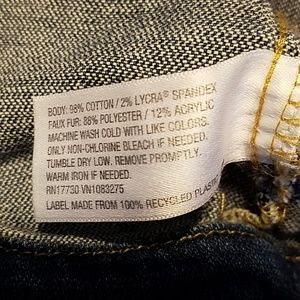 BODY: 98% COTTON / 2% LYCRA® SPANDEX
FAUX FUR: 88% POLYESTER / 12% ACRYLIC
MACHINE WASH COLD WITH LIKE COLORS.
ONLY NON-CHLORINE BLEACH IF NEEDED.
TUMBLE DRY LOW. REMOVE PROMPTLY.
WARM IRON IF NEEDED.
RN17730 VN1083275
LABEL MADE FROM 100% RECYCLED PLASTIC